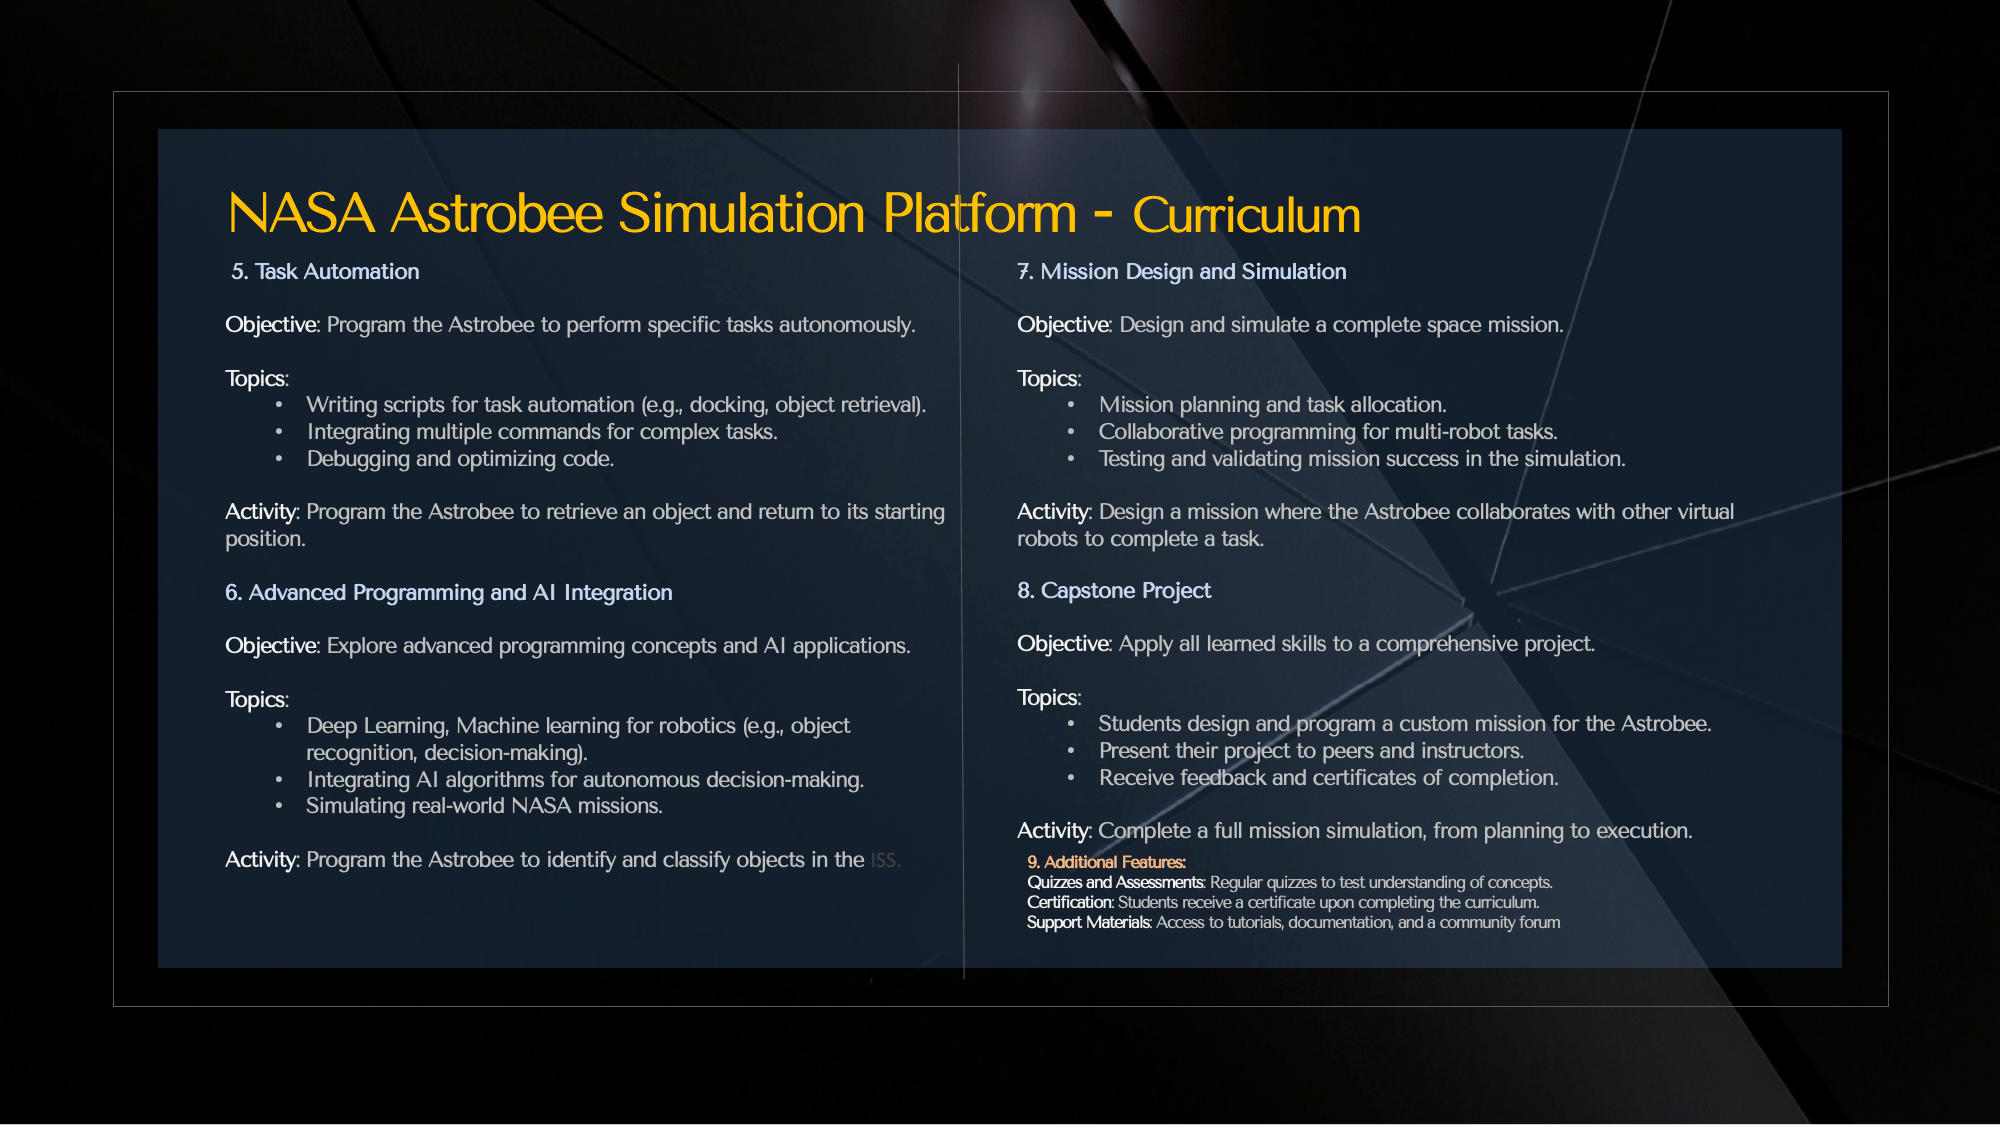 NASA Astrobee Simulation Platform - Curriculum
5. Task Automation
Objective: Program the Astrobee to perform specific tasks autonomously.
Topics:
• Writing scripts for task automation (e.g., docking, object retrieval).
• Integrating multiple commands for complex tasks.
• Debugging and optimizing code.
Activity: Program the Astrobee to retrieve an object and return to its starting
position.
6. Advanced Programming and AI Integration
Objective: Explore advanced programming concepts and AI applications.
Topics:
• Deep Learning, Machine learning for robotics (e.g., object
recognition, decision-making).
• Integrating AI algorithms for autonomous decision-making.
• Simulating real-world NASA missions.
Activity: Program the Astrobee to identify and classify objects in the ISS.
7. Mission Design and Simulation
Objective: Design and simulate a complete space mission.
Topics:
• Mission planning and task allocation.
• Collaborative programming for multi-robot tasks.
• Testing and validating mission success in the simulation.
Activity: Design a mission where the Astrobee collaborates with other virtual
robots to complete a task.
8. Capstone Project
Objective: Apply all learned skills to a comprehensive project.
Topics:
• Students design and program a custom mission for the Astrobee.
• Present their project to peers and instructors.
• Receive feedback and certificates of completion.
Activity: Complete a full mission simulation, from planning to execution.
9. Additional Features:
Quizzes and Assessments: Regular quizzes to test understanding of concepts.
Certification: Students receive a certificate upon completing the curriculum.
Support Materials: Access to tutorials, documentation, and a community forum